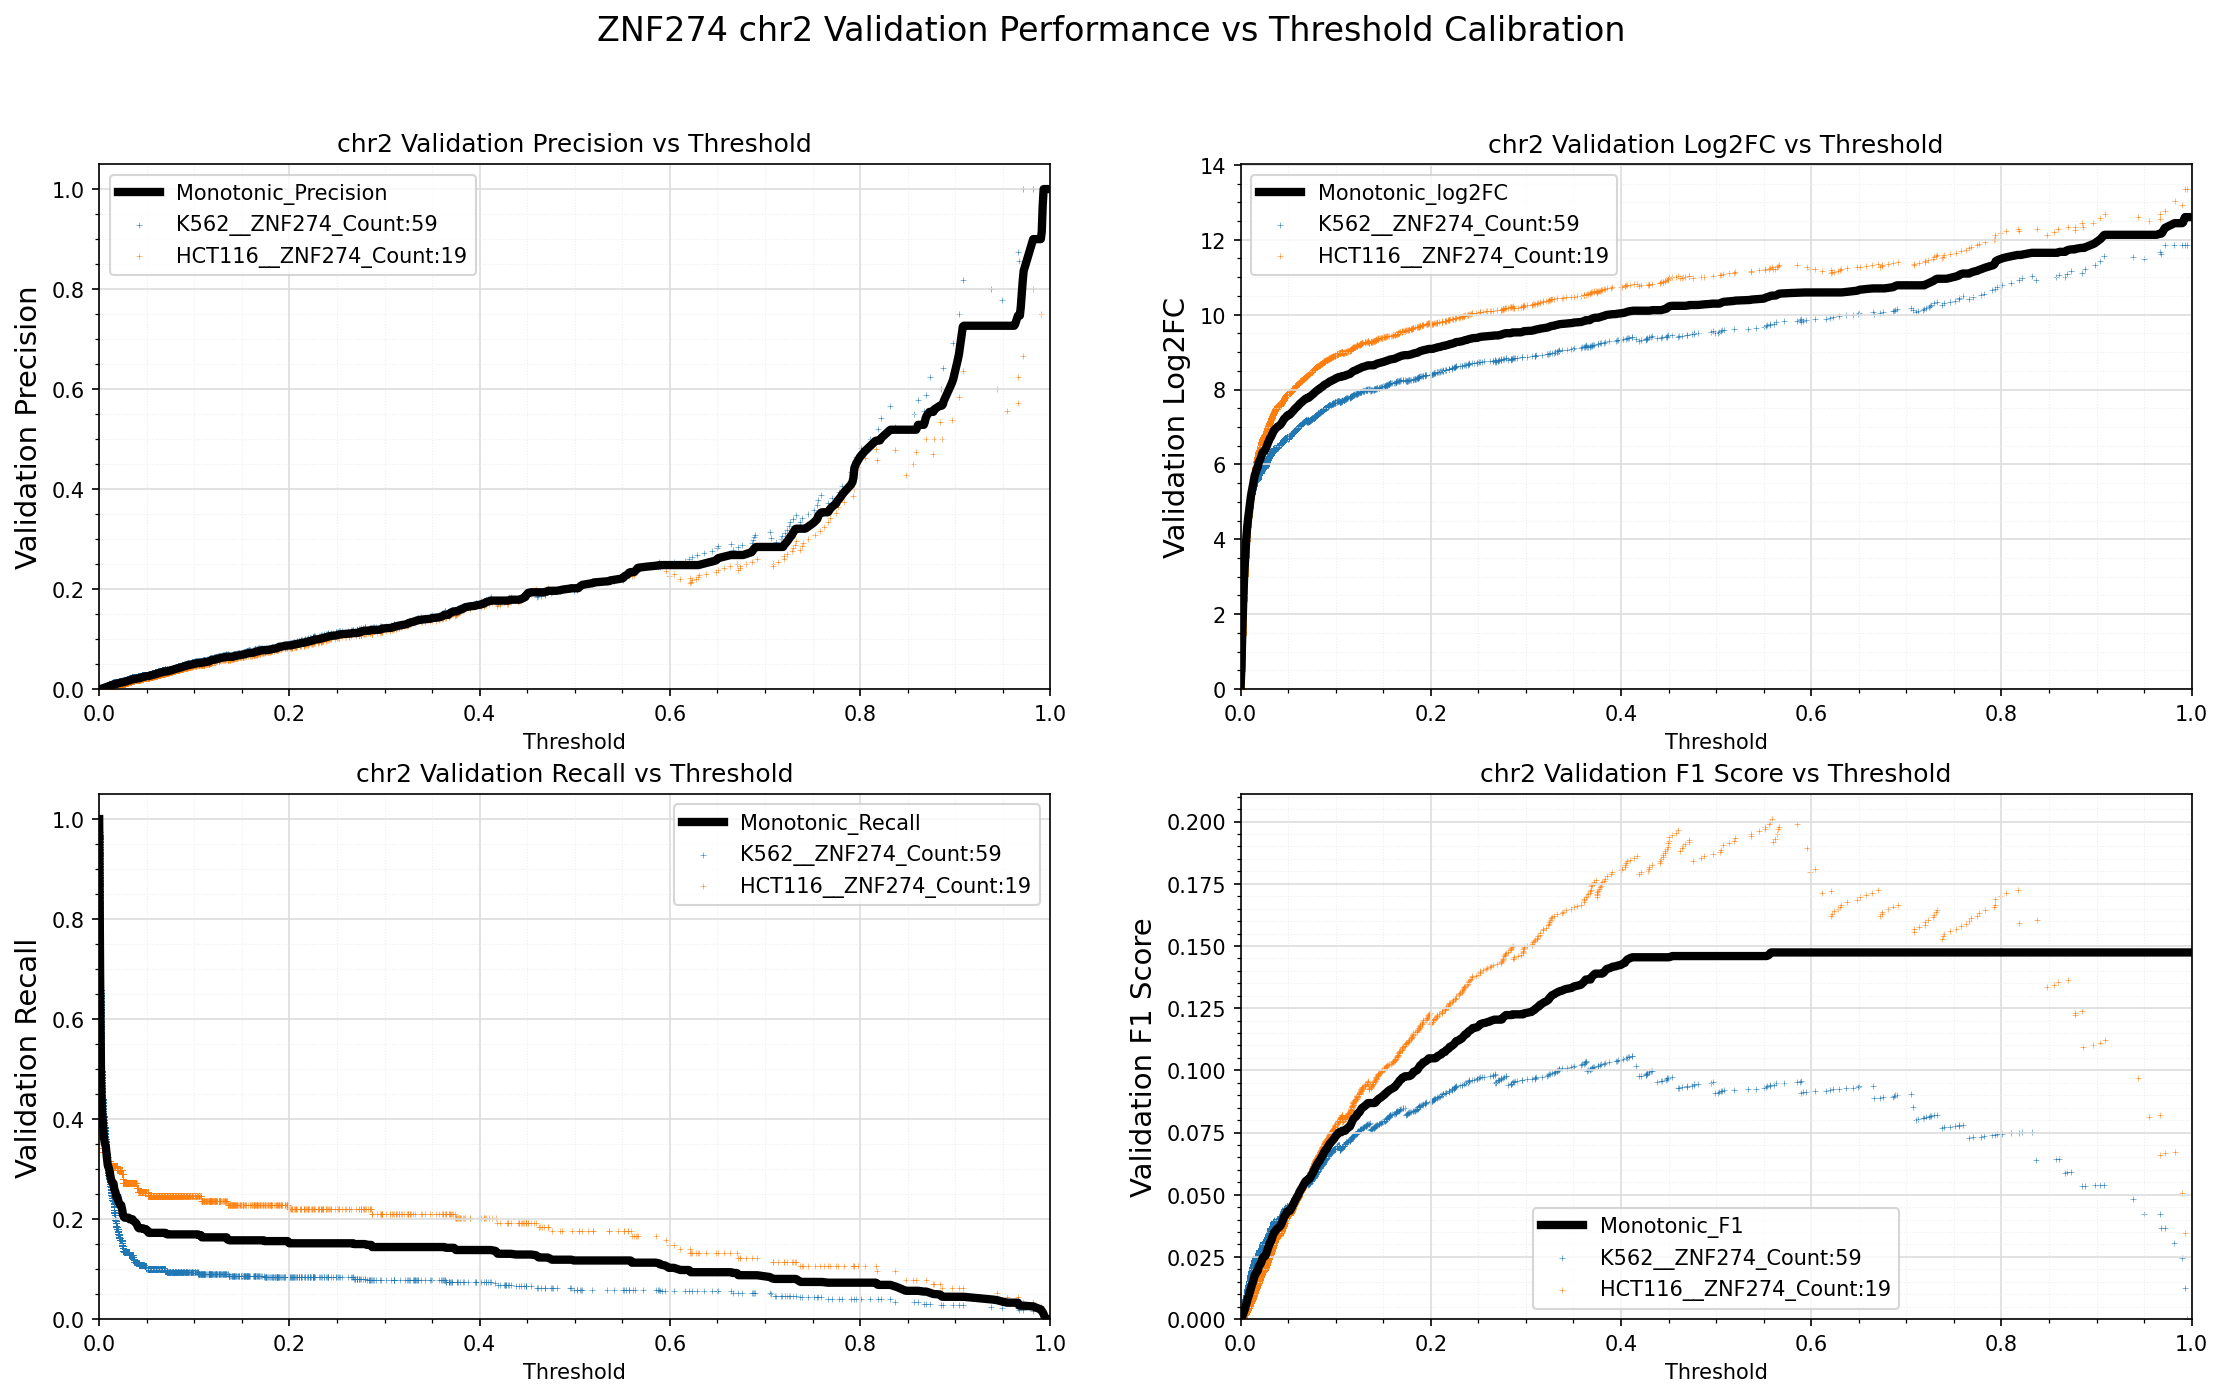 ZNF274 chr2 Validation Performance vs Threshold Calibration
chr2 Validation Precision vs Threshold
Validation Precision
1.0
0.8
0.6
0.4
0.2
0.0
Monotonic_Precision
K562__ZNF274_Count:59
HCT116__ZNF274_Count:19
0.0 0.2 0.4 0.6 0.8 1.0
Threshold
chr2 Validation Log2FC vs Threshold
Validation Log2FC
14
12
10
8
6
4
2
0
Monotonic_log2FC
K562__ZNF274_Count:59
HCT116__ZNF274_Count:19
0.0 0.2 0.4 0.6 0.8 1.0
Threshold
chr2 Validation Recall vs Threshold
Validation Recall
1.0
0.8
0.6
0.4
0.2
0.0
Monotonic_Recall
K562__ZNF274_Count:59
HCT116__ZNF274_Count:19
0.0 0.2 0.4 0.6 0.8 1.0
Threshold
chr2 Validation F1 Score vs Threshold
Validation F1 Score
0.200
0.175
0.150
0.125
0.100
0.075
0.050
0.025
0.000
Monotonic_F1
K562__ZNF274_Count:59
HCT116__ZNF274_Count:19
0.0 0.2 0.4 0.6 0.8 1.0
Threshold